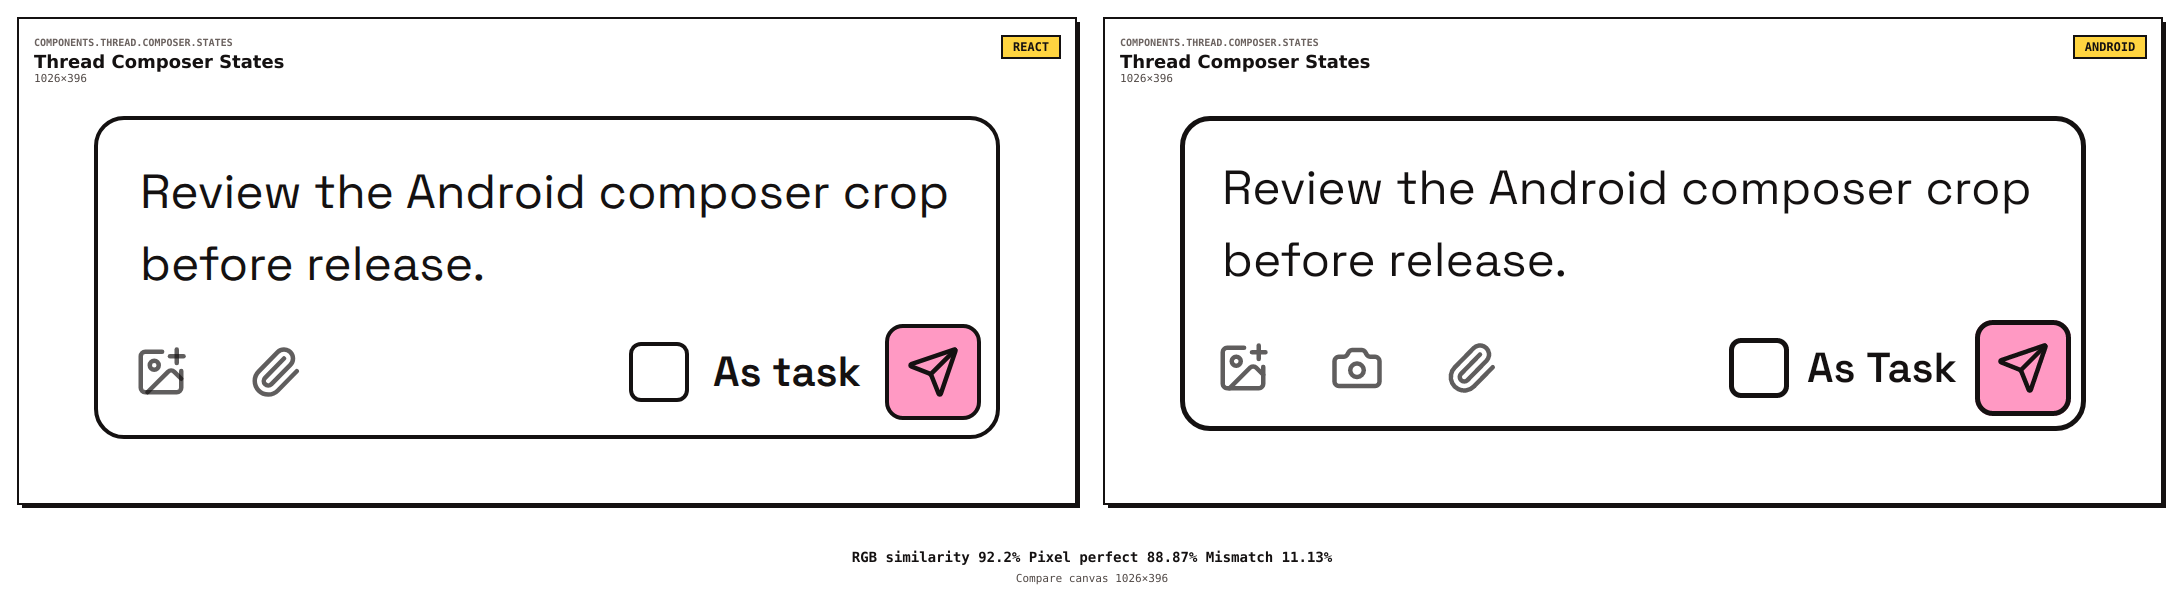 COMPONENTS.THREAD.COMPOSER.STATES
Thread Composer States
1026×396
REACT
Review the Android composer crop
before release.
As task
COMPONENTS.THREAD.COMPOSER.STATES
Thread Composer States
1026×396
ANDROID
Review the Android composer crop
before release.
As Task
RGB similarity 92.2% Pixel perfect 88.87% Mismatch 11.13%
Compare canvas 1026×396